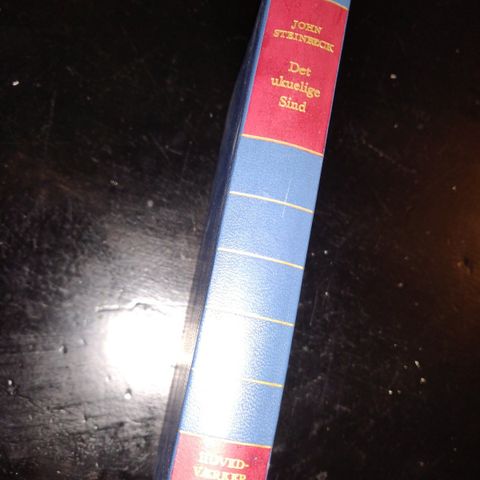 JOHN
STEINBECK
Det
ukuelige
Sind
HOVED-
VÆRKER